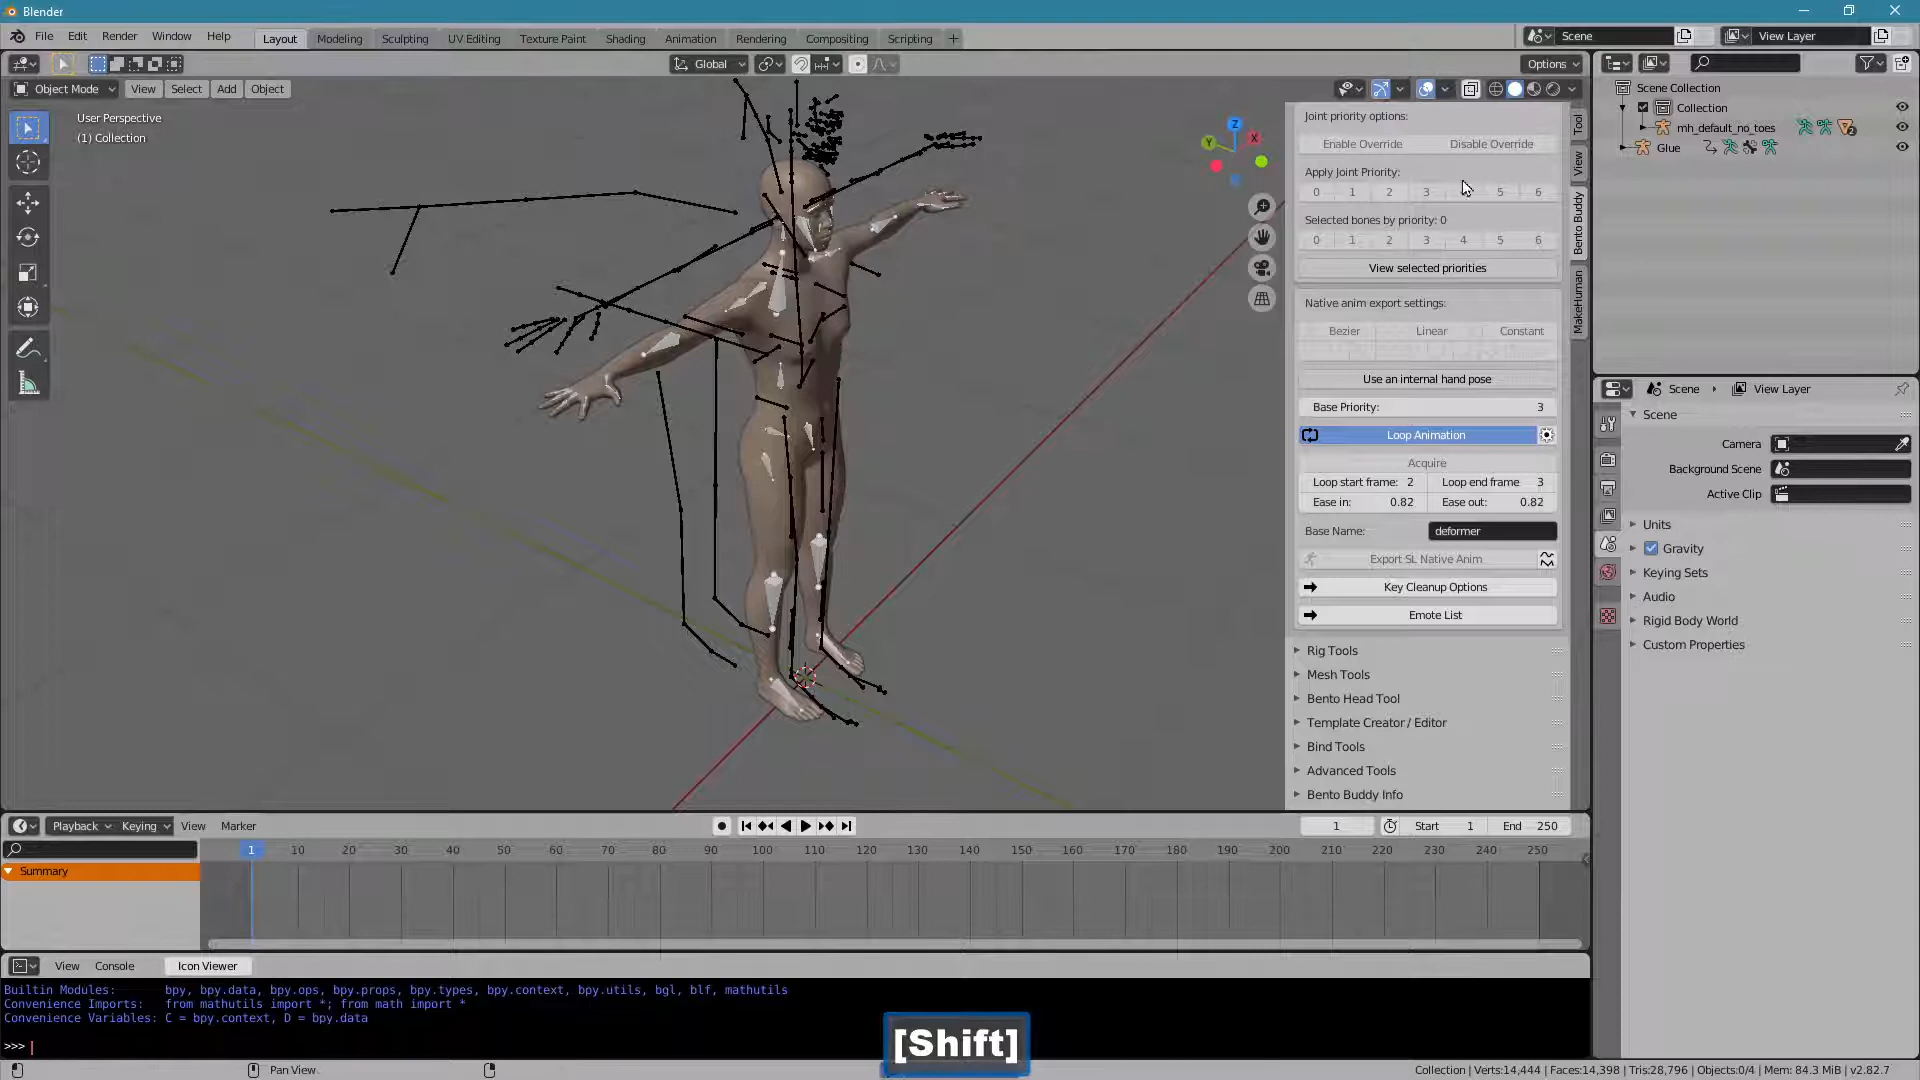 Blender
File Edit Render Window Help
Layout Modeling Sculpting UV Editing Texture Paint Shading Animation Rendering Compositing Scripting +
Scene
View Layer
Global
Options
Object Mode View Select Add Object
User Perspective
(1) Collection
Z
X
Y
Joint priority options:
Enable Override Disable Override
Apply Joint Priority:
0 1 2 3 5 6
Selected bones by priority: 0
0 1 2 3 4 5 6
View selected priorities
Native anim export settings:
Bezier Linear Constant
Use an internal hand pose
Base Priority: 3
Loop Animation
Acquire
Loop start frame: 2 Loop end frame 3
Ease in: 0.82 Ease out: 0.82
Base Name: deformer
Export SL Native Anim
Key Cleanup Options
Emote List
Rig Tools
Mesh Tools
Bento Head Tool
Template Creator / Editor
Bind Tools
Advanced Tools
Bento Buddy Info
Tool
View
Bento Buddy
MakeHuman
Scene Collection
Collection
mh_default_no_toes
2
Glue
Scene View Layer
Scene
Camera
Background Scene
Active Clip
Units
Gravity
Keying Sets
Audio
Rigid Body World
Custom Properties
Playback Keying View Marker
1 Start 1 End 250
1 10 20 30 40 50 60 70 80 90 100 110 120 130 140 150 160 170 180 190 200 210 220 230 240 250
Summary
View Console Icon Viewer
Builtin Modules: bpy, bpy.data, bpy.ops, bpy.props, bpy.types, bpy.context, bpy.utils, bgl, blf, mathutils
Convenience Imports: from mathutils import *; from math import *
Convenience Variables: C = bpy.context, D = bpy.data
>>>
[Shift]
Pan View
Collection | Verts:14,444 | Faces:14,398 | Tris:28,796 | Objects:0/4 | Mem: 84.3 MiB | v2.82.7